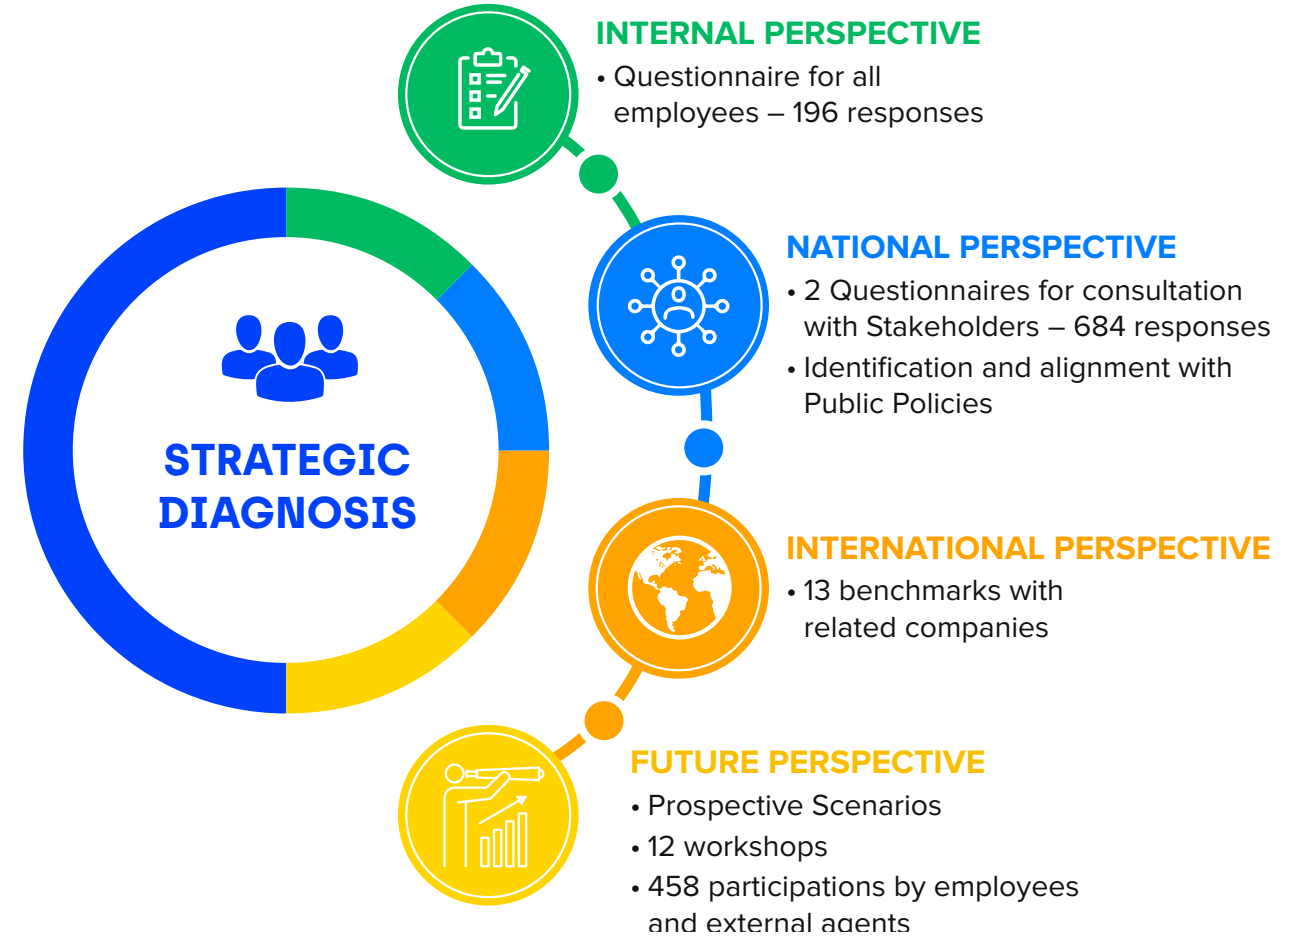 INTERNAL PERSPECTIVE
• Questionnaire for all
employees – 196 responses
NATIONAL PERSPECTIVE
• 2 Questionnaires for consultation
with Stakeholders – 684 responses
• Identification and alignment with
Public Policies
STRATEGIC
DIAGNOSIS
INTERNATIONAL PERSPECTIVE
• 13 benchmarks with
related companies
FUTURE PERSPECTIVE
• Prospective Scenarios
• 12 workshops
• 458 participations by employees
and external agents